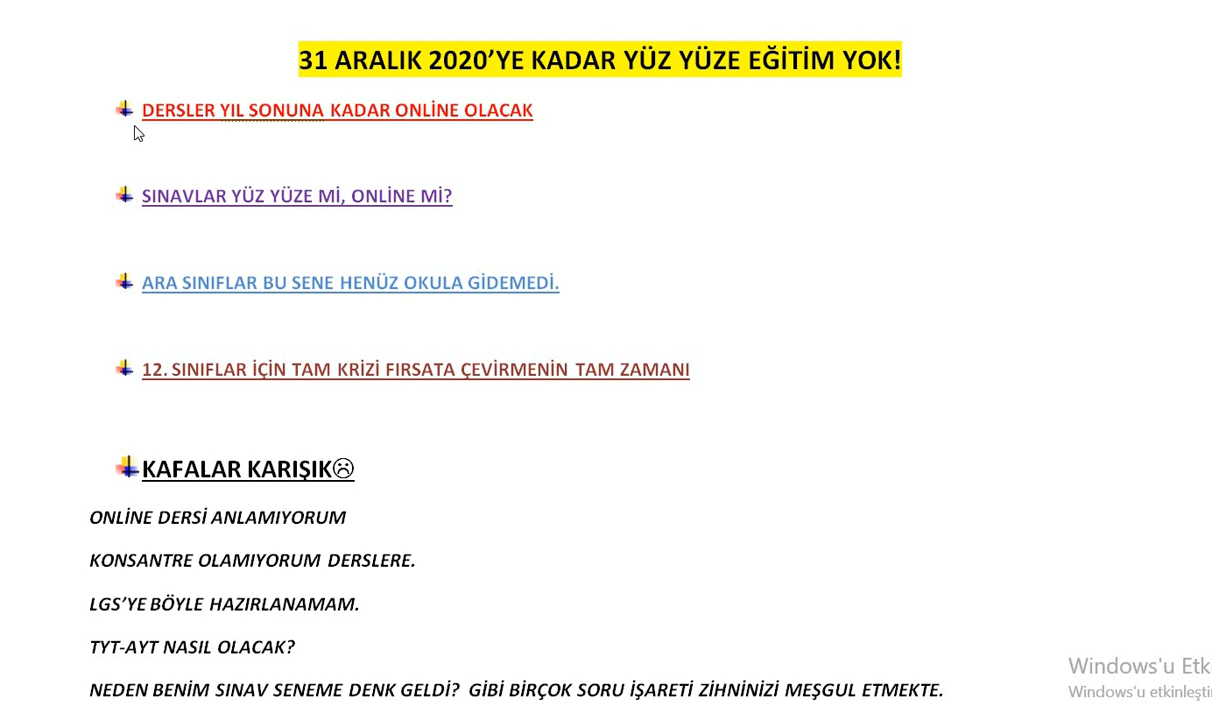 31 ARALIK 2020’YE KADAR YÜZ YÜZE EĞİTİM YOK!
DERSLER YIL SONUNA KADAR ONLİNE OLACAK
SINAVLAR YÜZ YÜZE Mİ, ONLİNE Mİ?
ARA SINIFLAR BU SENE HENÜZ OKULA GİDEMEDİ.
12. SINIFLAR İÇİN TAM KRİZİ FIRSATA ÇEVİRMENİN TAM ZAMANI
KAFALAR KARIŞIK☹
ONLİNE DERSİ ANLAMIYORUM
KONSANTRE OLAMIYORUM DERSLERE.
LGS’YE BÖYLE HAZIRLANAMAM.
TYT-AYT NASIL OLACAK?
NEDEN BENİM SINAV SENEME DENK GELDİ? GİBİ BİRÇOK SORU İŞARETİ ZİHNİNİZİ MEŞGUL ETMEKTE.
Windows'u Etk
Windows'u etkinleşti